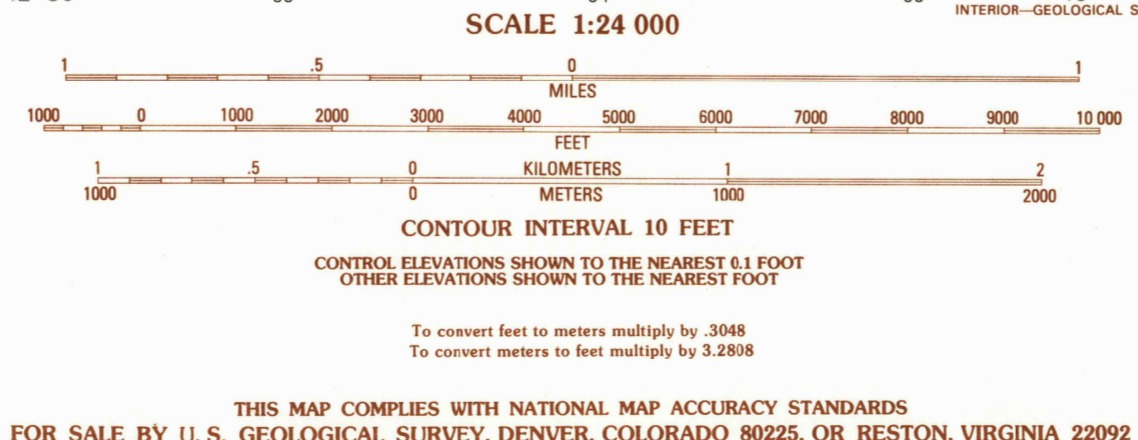 INTERIOR—GEOLOGICAL
SCALE 1:24 000
1 .5 0 1
MILES
1000 0 1000 2000 3000 4000 5000 6000 7000 8000 9000 10 000
FEET
1 .5 0 KILOMETERS 1 2
1000 0 METERS 1000 2000
CONTOUR INTERVAL 10 FEET
CONTROL ELEVATIONS SHOWN TO THE NEAREST 0.1 FOOT
OTHER ELEVATIONS SHOWN TO THE NEAREST FOOT
To convert feet to meters multiply by .3048
To convert meters to feet multiply by 3.2808
THIS MAP COMPLIES WITH NATIONAL MAP ACCURACY STANDARDS
FOR SALE BY U. S. GEOLOGICAL SURVEY, DENVER, COLORADO 80225, OR RESTON, VIRGINIA 22092